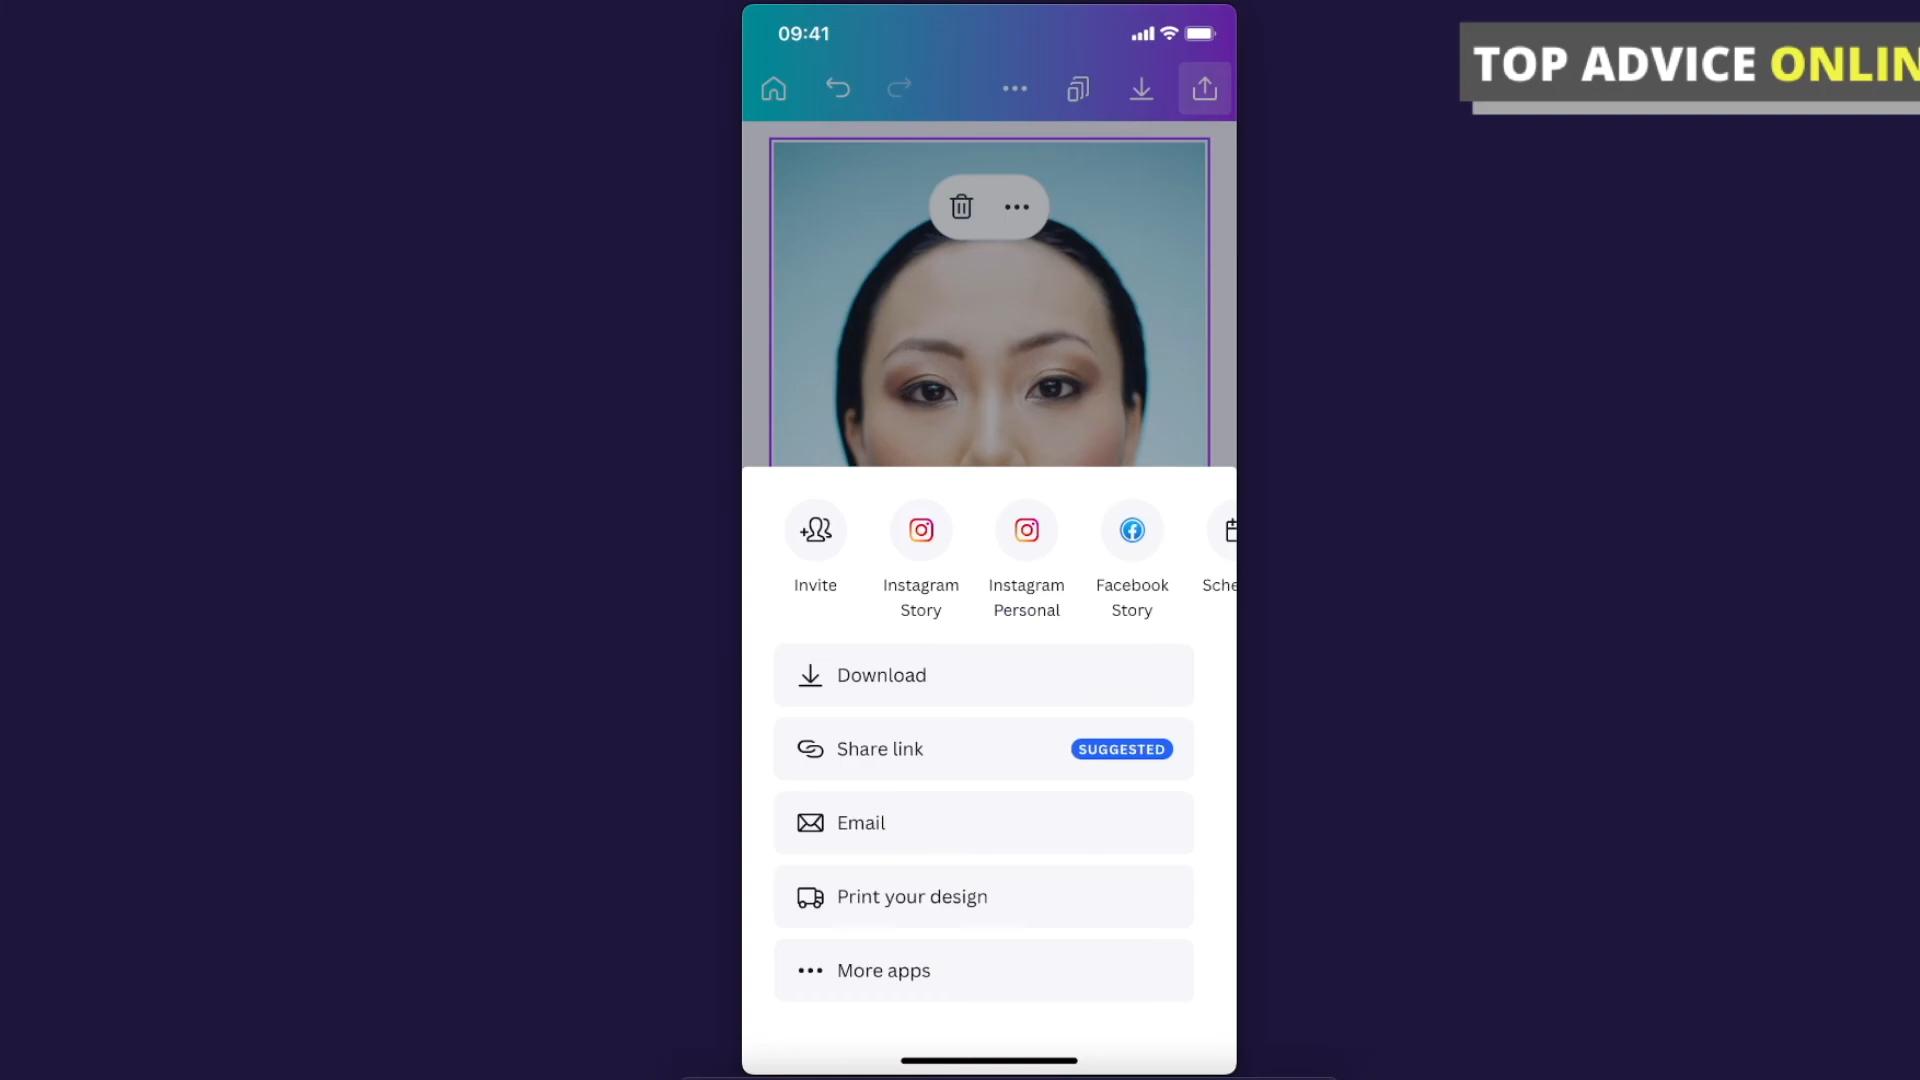 09:41
TOP ADVICE ONLIN
Invite
Instagram Story
Instagram Personal
Facebook Story
Sche
Download
Share link SUGGESTED
Email
Print your design
More apps